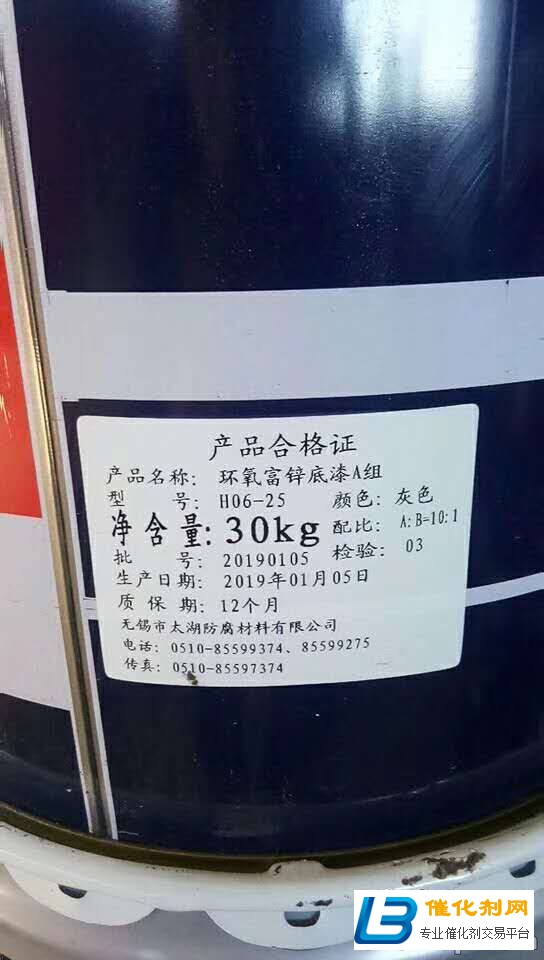 产品合格证
产品名称: 环氧富锌底漆A组
型 号: H06-25 颜色: 灰色
净含量: 30kg 配比: A:B=10:1
批 号: 20190105 检验: 03
生产日期: 2019年01月05日
质 保 期: 12个月
无锡市太湖防腐材料有限公司
电话: 0510-85599374、85599275
传真: 0510-85597374
催化剂网
专业催化剂交易平台